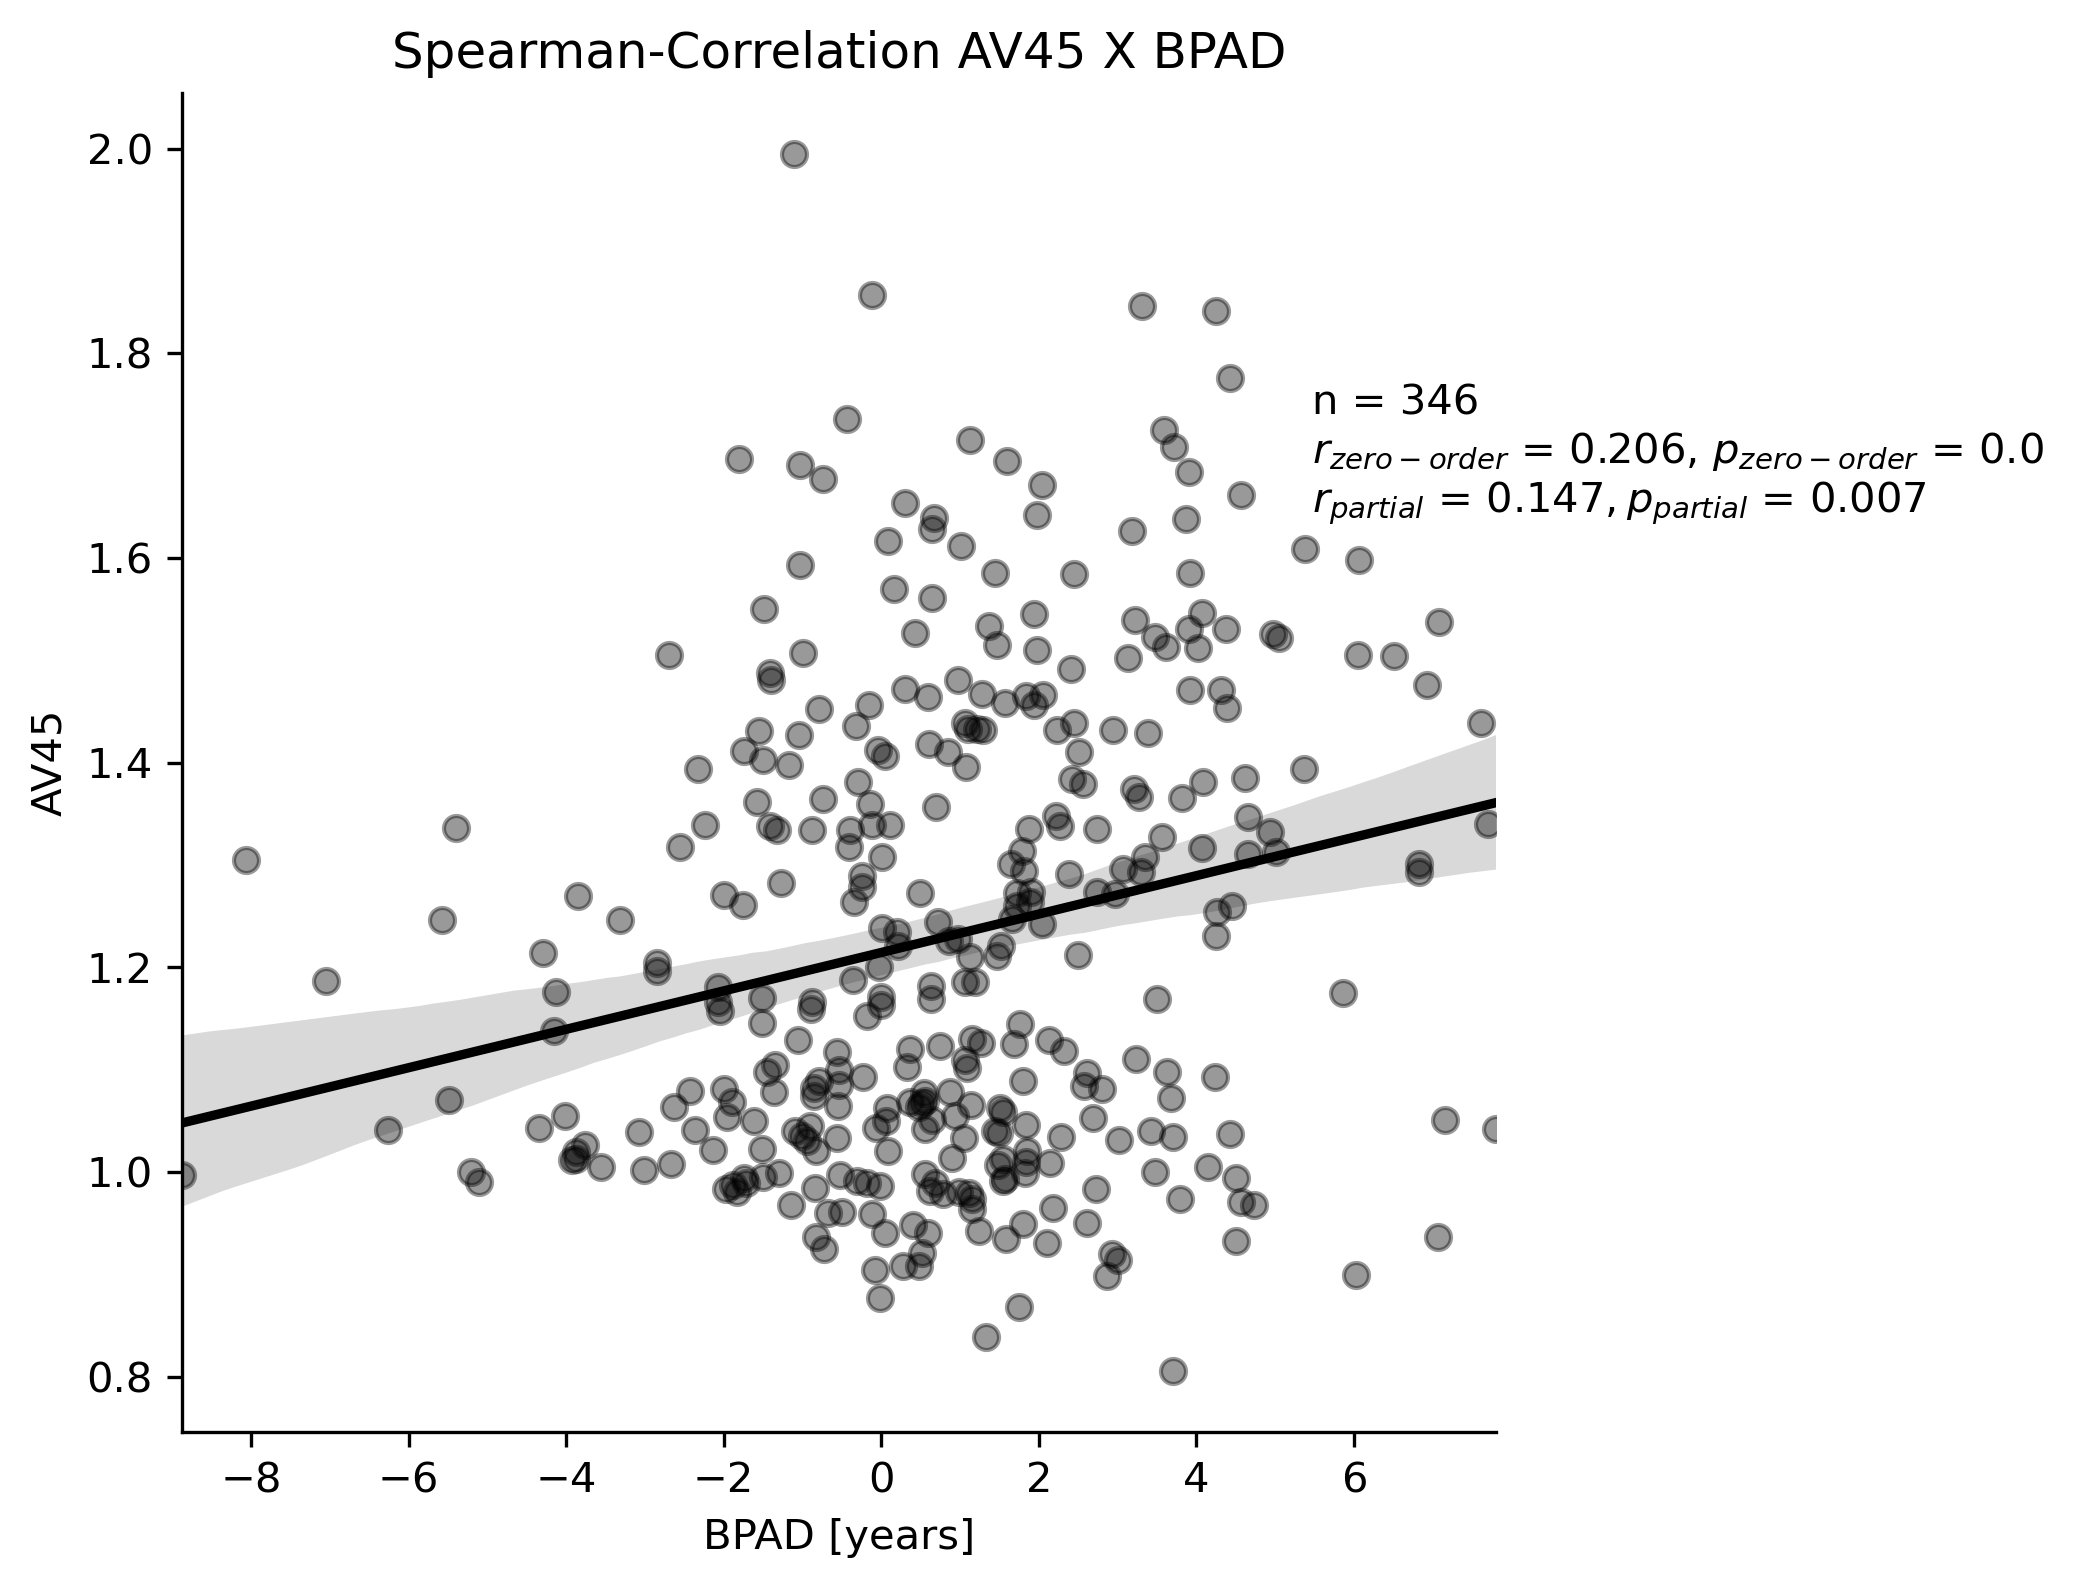 Spearman-Correlation AV45 X BPAD
2.0
1.8
1.6
1.4
1.2
1.0
0.8
AV45
n = 346
r_zero−order = 0.206, p_zero−order = 0.0
r_partial = 0.147, p_partial = 0.007
−8 −6 −4 −2 0 2 4 6
BPAD [years]